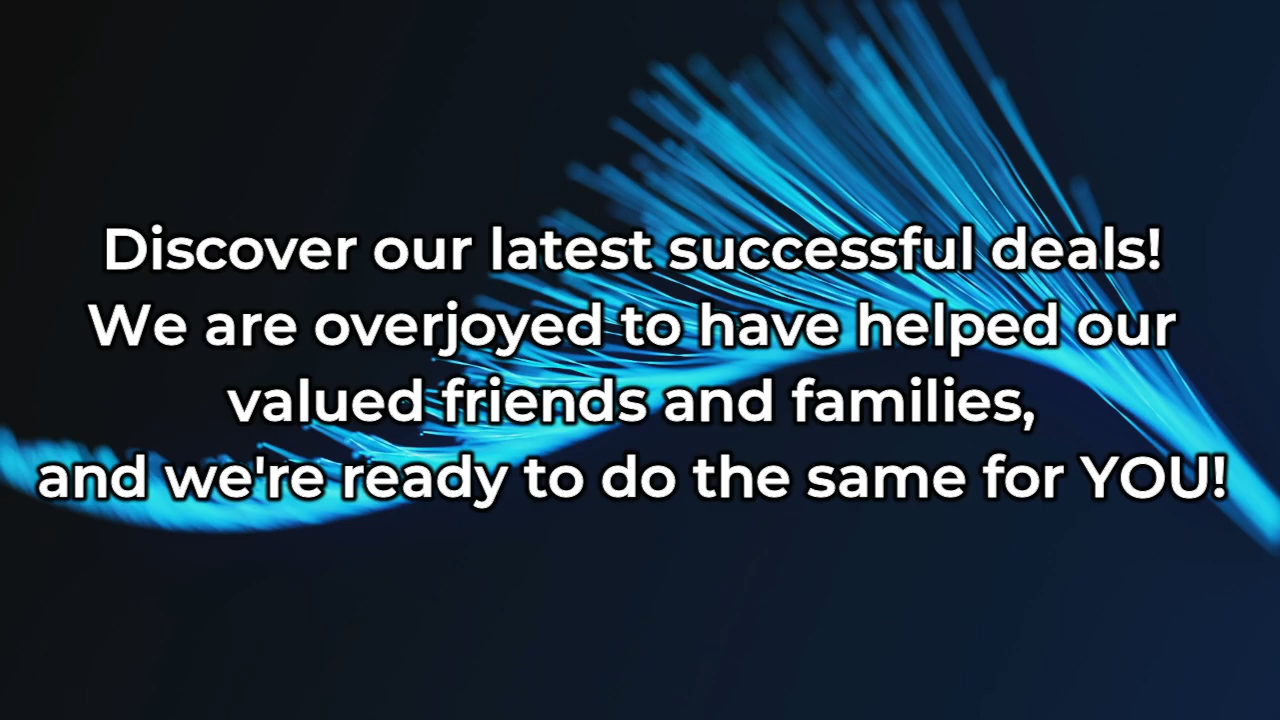 Discover our latest successful deals!
We are overjoyed to have helped our
valued friends and families,
and we're ready to do the same for YOU!